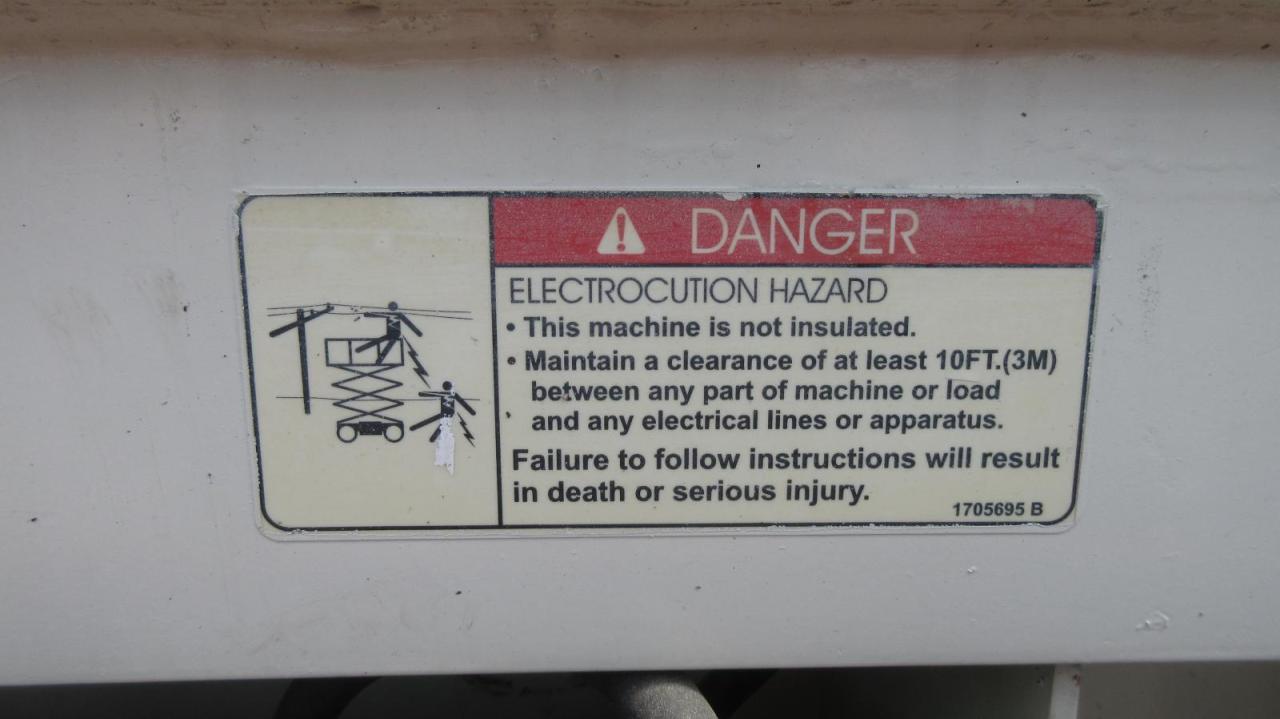 DANGER
ELECTROCUTION HAZARD
• This machine is not insulated.
• Maintain a clearance of at least 10FT.(3M)
between any part of machine or load
and any electrical lines or apparatus.
Failure to follow instructions will result
in death or serious injury.
1705695 B